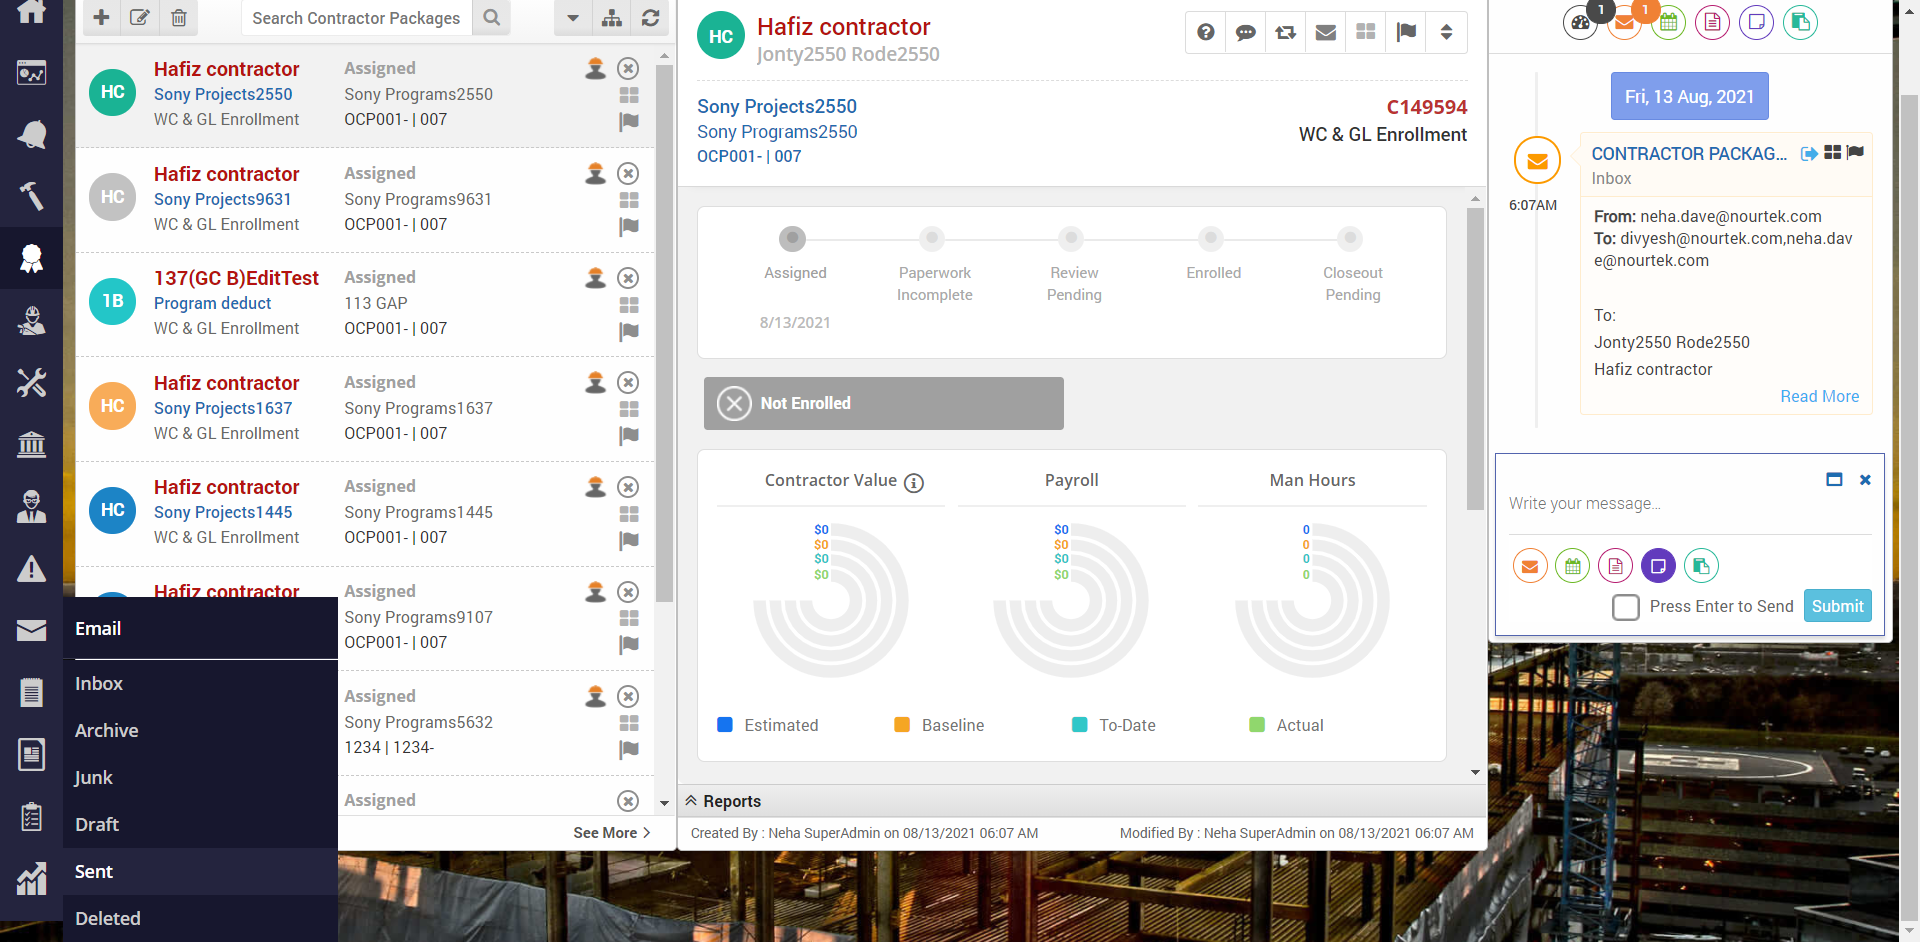 Search Contractor Packages
HC
Hafiz contractor
Sony Projects2550
WC & GL Enrollment
Assigned
Sony Programs2550
OCP001- | 007
HC
Hafiz contractor
Sony Projects9631
WC & GL Enrollment
Assigned
Sony Programs9631
OCP001- | 007
1B
137(GC B)EditTest
Program deduct
WC & GL Enrollment
Assigned
113 GAP
OCP001- | 007
HC
Hafiz contractor
Sony Projects1637
WC & GL Enrollment
Assigned
Sony Programs1637
OCP001- | 007
HC
Hafiz contractor
Sony Projects1445
WC & GL Enrollment
Assigned
Sony Programs1445
OCP001- | 007
Hafiz contractor
Assigned
Sony Programs9107
OCP001- | 007
Assigned
Sony Programs5632
1234 | 1234-
Assigned
See More
Email
Inbox
Archive
Junk
Draft
Sent
Deleted
HC
Hafiz contractor
Jonty2550 Rode2550
Sony Projects2550
Sony Programs2550
OCP001- | 007
C149594
WC & GL Enrollment
Assigned
8/13/2021
Paperwork
Incomplete
Review
Pending
Enrolled
Closeout
Pending
Not Enrolled
Contractor Value
$0
$0
$0
$0
Payroll
$0
$0
$0
$0
Man Hours
0
0
0
0
Estimated
Baseline
To-Date
Actual
Reports
Created By : Neha SuperAdmin on 08/13/2021 06:07 AM
Modified By : Neha SuperAdmin on 08/13/2021 06:07 AM
1
1
Fri, 13 Aug, 2021
6:07AM
CONTRACTOR PACKAG...
Inbox
From: neha.dave@nourtek.com
To: divyesh@nourtek.com,neha.dav
e@nourtek.com
To:
Jonty2550 Rode2550
Hafiz contractor
Read More
Write your message...
Press Enter to Send
Submit